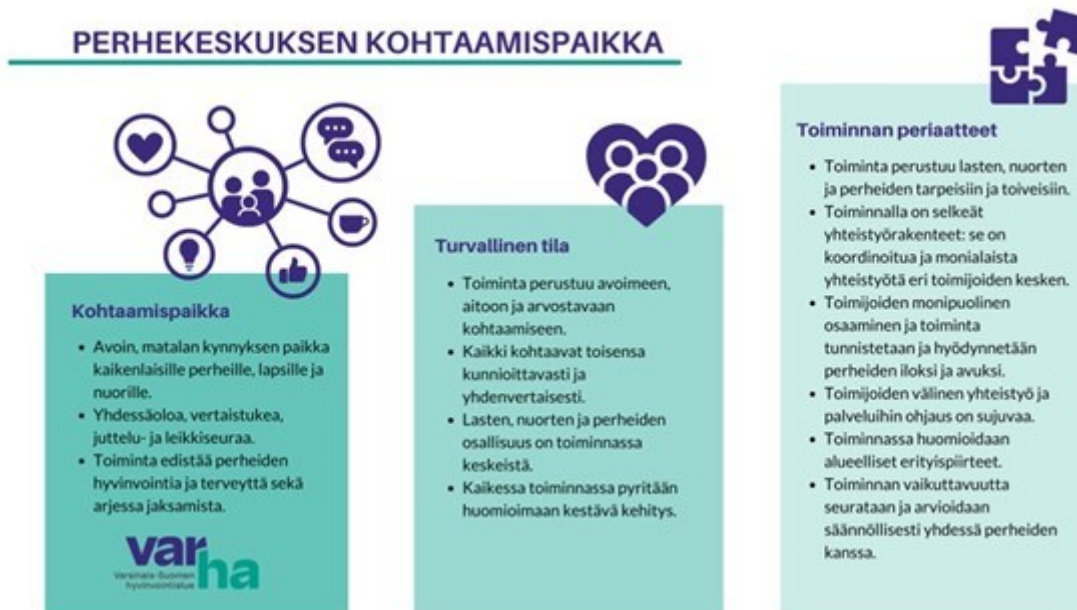 PERHEKESKUKSEN KOHTAAMISPAIKKA
Kohtaamispaikka
• Avoin, matalan kynnyksen paikka
kaikenlaisille perheille, lapsille ja
nuorille.
• Yhdessäoloa, vertaistukea,
juttelu- ja leikkiseuraa.
• Toiminta edistää perheiden
hyvinvointia ja terveyttä sekä
arjessa jaksamista.
varha
Varsinais-Suomen
hyvinvointialue
Turvallinen tila
• Toiminta perustuu avoimeen,
aitoon ja arvostavaan
kohtaamiseen.
• Kaikki kohtaavat toisensa
kunnioittavasti ja
yhdenvertaisesti.
• Lasten, nuorten ja perheiden
osallisuus on toiminnassa
keskeistä.
• Kaikessa toiminnassa pyritään
huomioimaan kestävä kehitys.
Toiminnan periaatteet
• Toiminta perustuu lasten, nuorten
ja perheiden tarpeisiin ja toiveisiin.
• Toiminnalla on selkeät
yhteistyörakenteet: se on
koordinoitua ja monialaista
yhteistyötä eri toimijoiden kesken.
• Toimijoiden monipuolinen
osaaminen ja toiminta
tunnistetaan ja hyödynnetään
perheiden iloksi ja avuksi.
• Toimijoiden välinen yhteistyö ja
palveluihin ohjaus on sujuvaa.
• Toiminnassa huomioidaan
alueelliset erityispiirteet.
• Toiminnan vaikuttavuutta
seurataan ja arvioidaan
säännöllisesti yhdessä perheiden
kanssa.